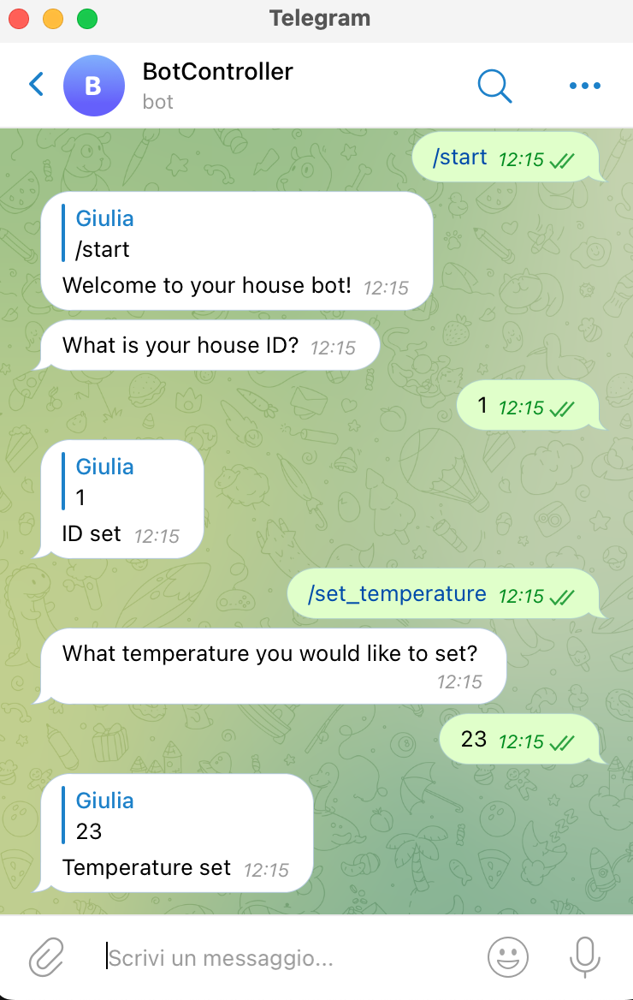 Telegram
B
BotController
bot
/start 12:15
Giulia
/start
Welcome to your house bot! 12:15
What is your house ID? 12:15
1 12:15
Giulia
1
ID set 12:15
/set_temperature 12:15
What temperature you would like to set?
12:15
23 12:15
Giulia
23
Temperature set 12:15
Scrivi un messaggio...